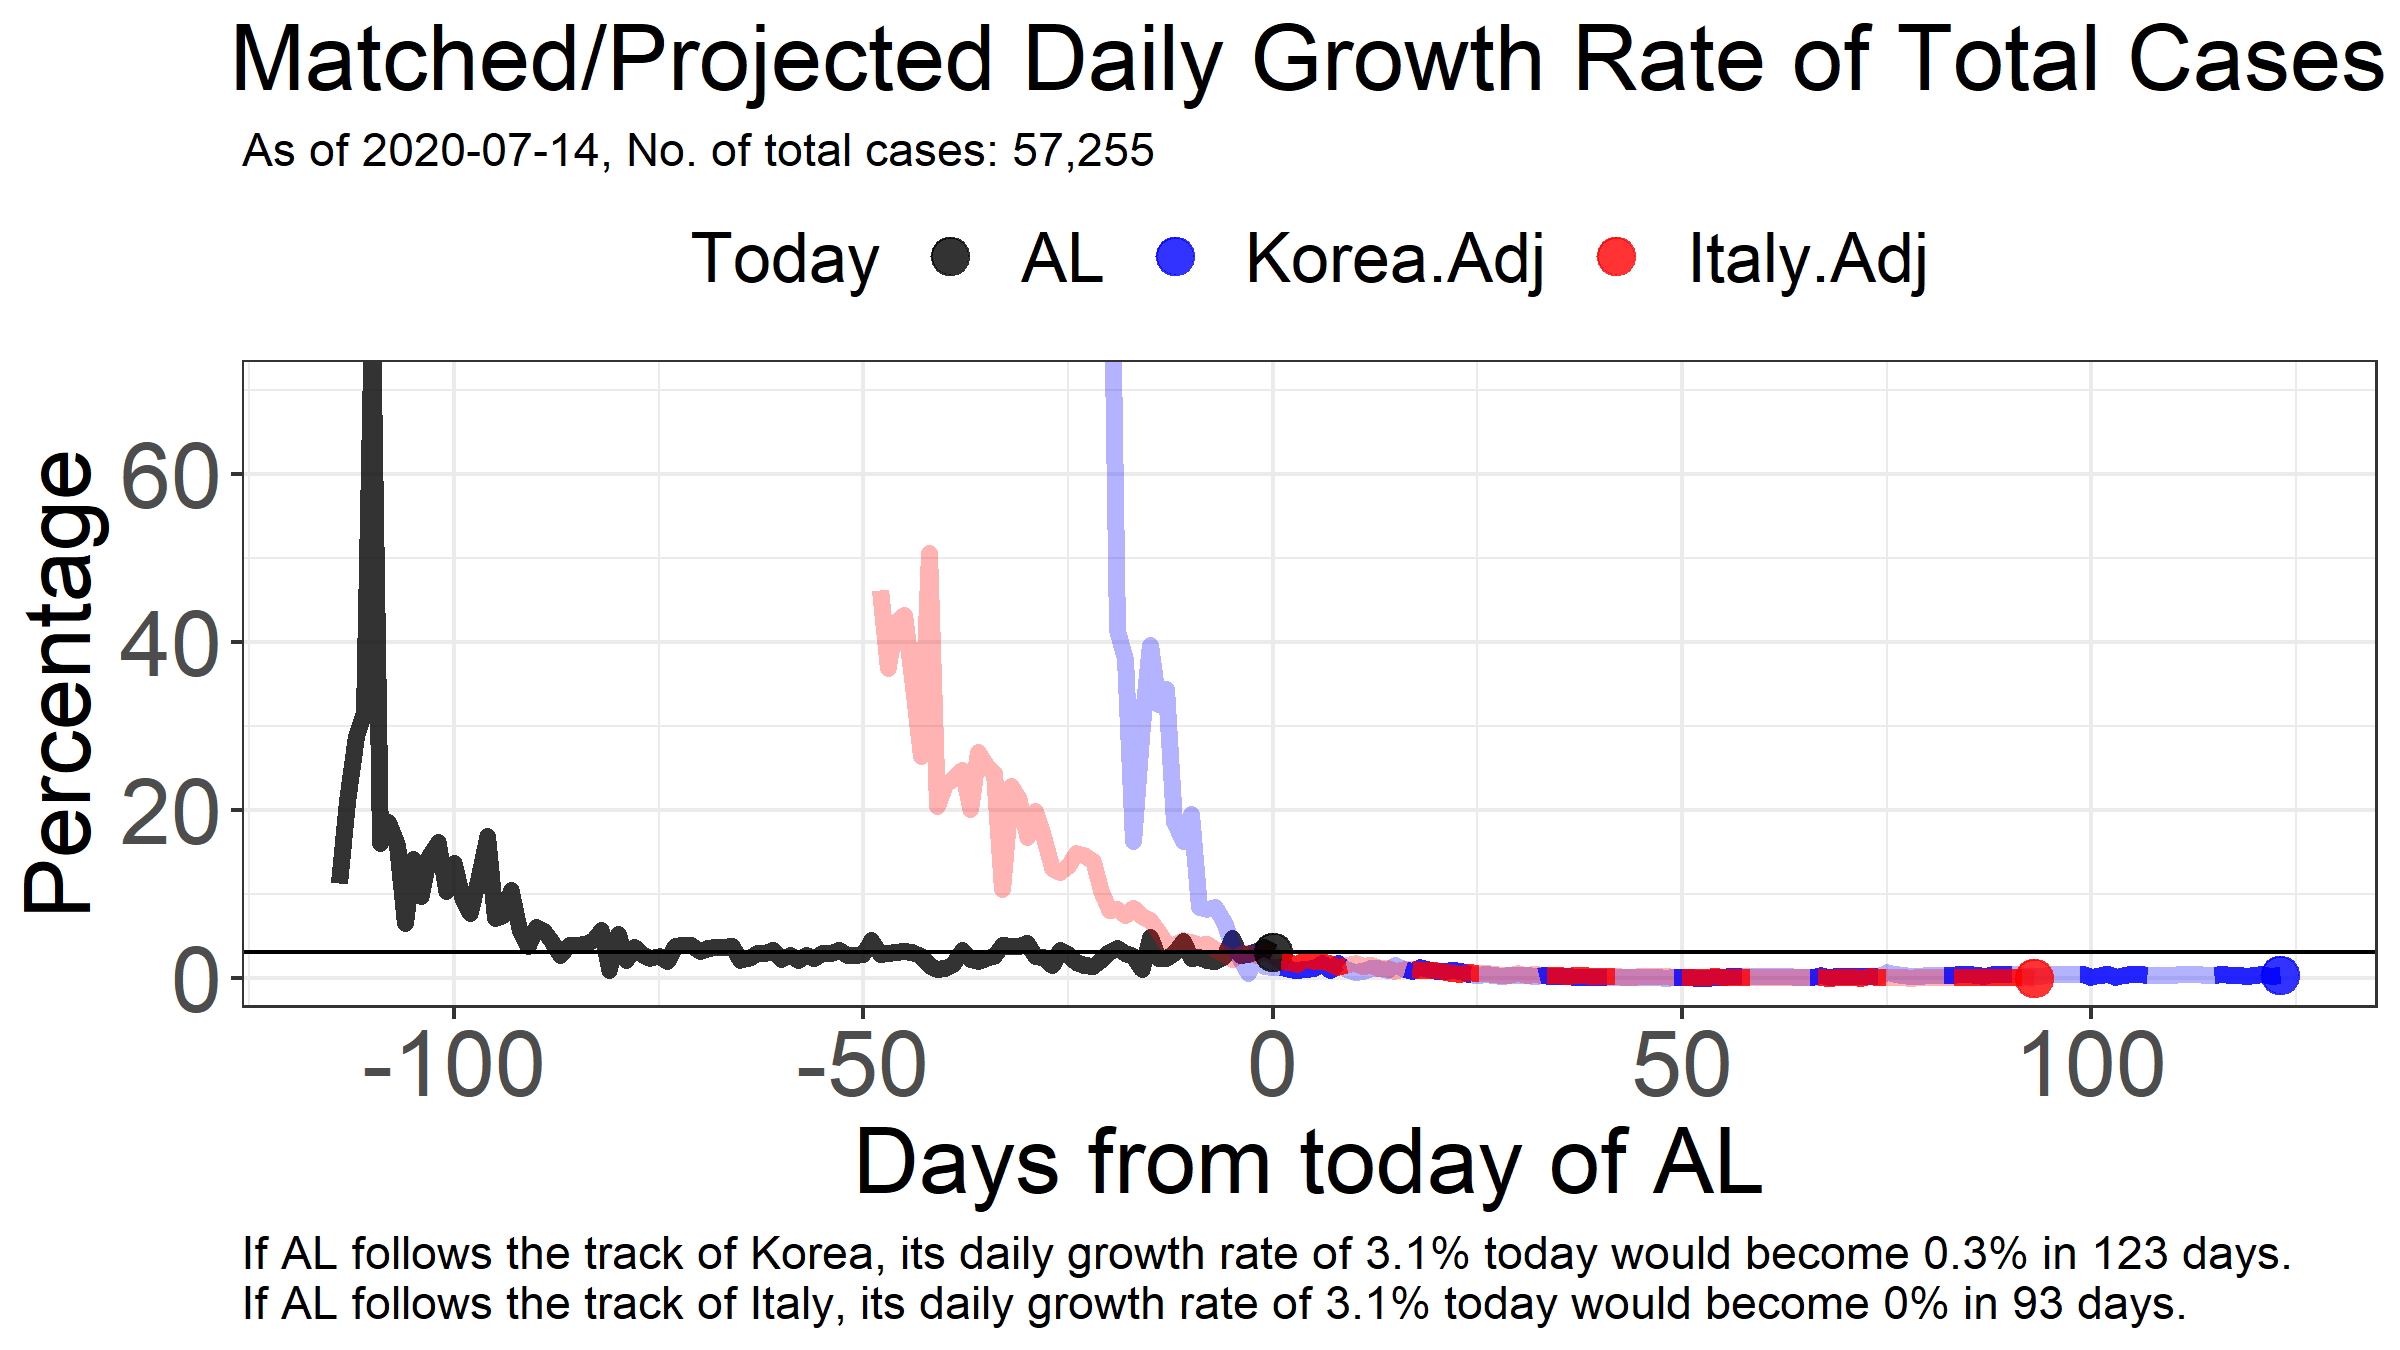 Matched/Projected Daily Growth Rate of Total Cases
As of 2020-07-14, No. of total cases: 57,255
Today AL Korea.Adj Italy.Adj
Percentage
60
40
20
0
-100 -50 0 50 100
Days from today of AL
If AL follows the track of Korea, its daily growth rate of 3.1% today would become 0.3% in 123 days.
If AL follows the track of Italy, its daily growth rate of 3.1% today would become 0% in 93 days.